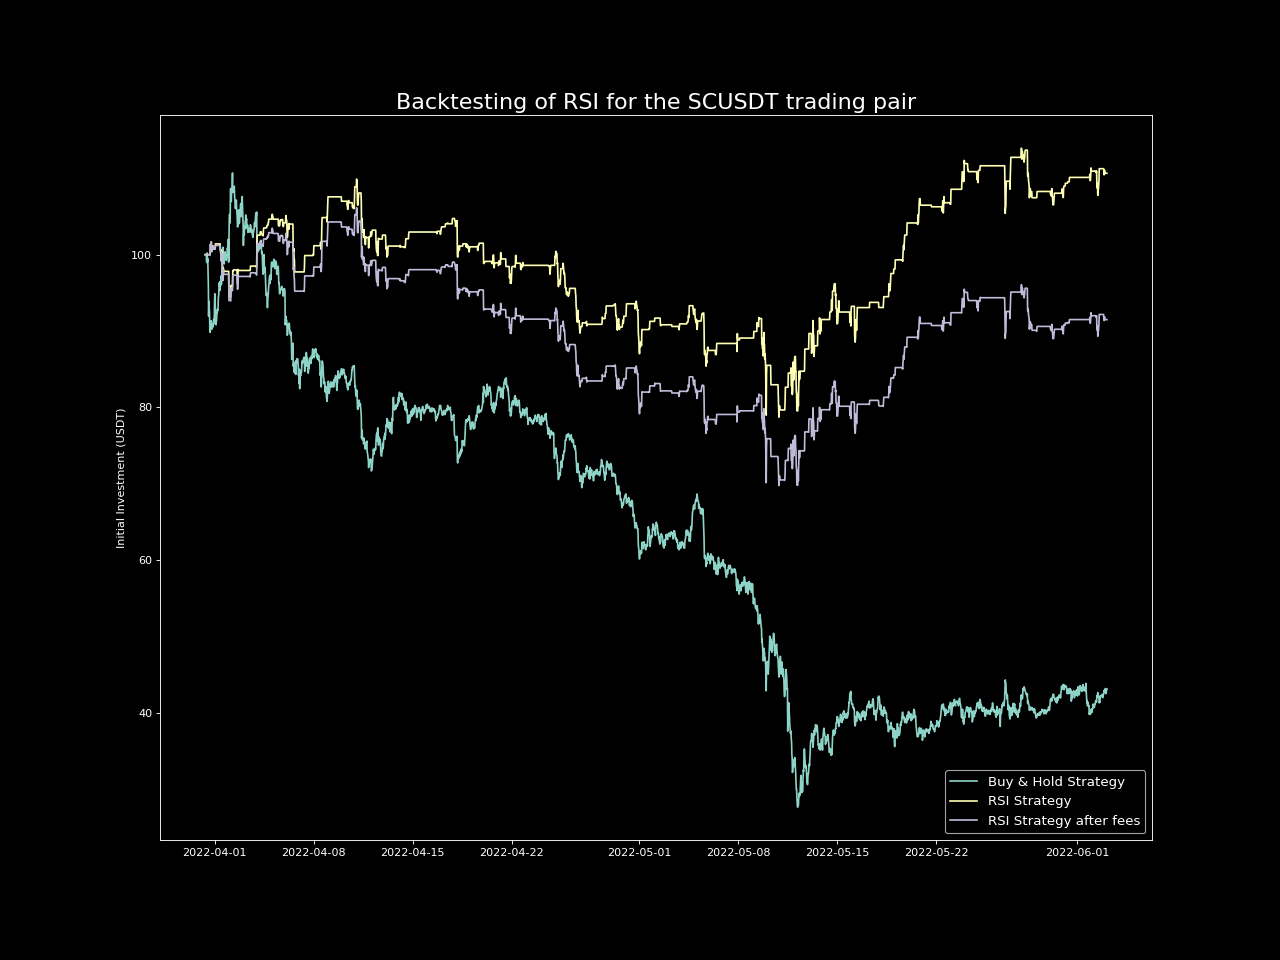 Backtesting of RSI for the SCUSDT trading pair
Initial Investment (USDT)
100
80
60
40
2022-04-01 2022-04-08 2022-04-15 2022-04-22 2022-05-01 2022-05-08 2022-05-15 2022-05-22 2022-06-01
Buy & Hold Strategy
RSI Strategy
RSI Strategy after fees